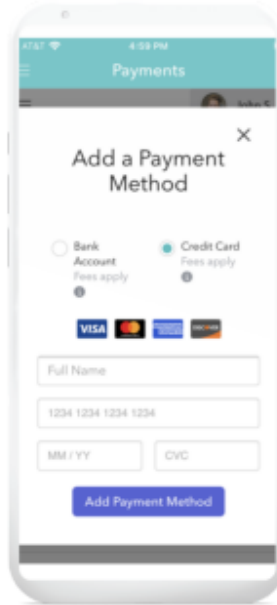 AT&T 4:59 PM
Payments
John S
Add a Payment
Method
Bank
Account
Fees apply
Credit Card
Fees apply
VISA
DISCOVER
Full Name
1234 1234 1234 1234
MM / YY
CVC
Add Payment Method